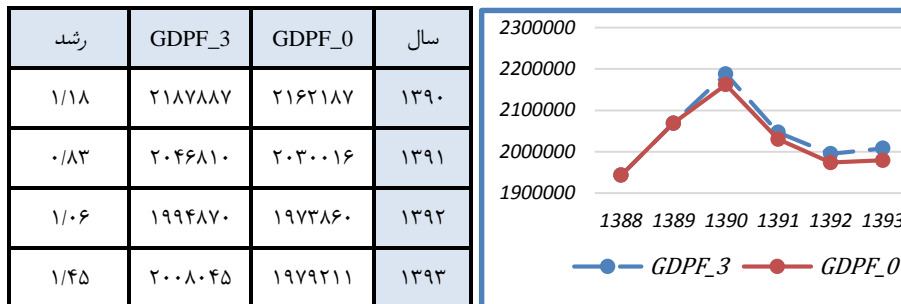 سال GDPF_0 GDPF_3 رشد
۱۳۹۰ ۲۱۶۲۱۸۷ ۲۱۸۷۸۸۷ ۱/۱۸
۱۳۹۱ ۲۰۳۰۰۱۶ ۲۰۴۶۸۱۰ ۰/۸۳
۱۳۹۲ ۱۹۷۳۸۶۰ ۱۹۹۴۸۷۰ ۱/۰۶
۱۳۹۳ ۱۹۷۹۲۱۱ ۲۰۰۸۰۴۵ ۱/۴۵
2300000
2200000
2100000
2000000
1900000
1388 1389 1390 1391 1392 1393
GDPF_3 GDPF_0